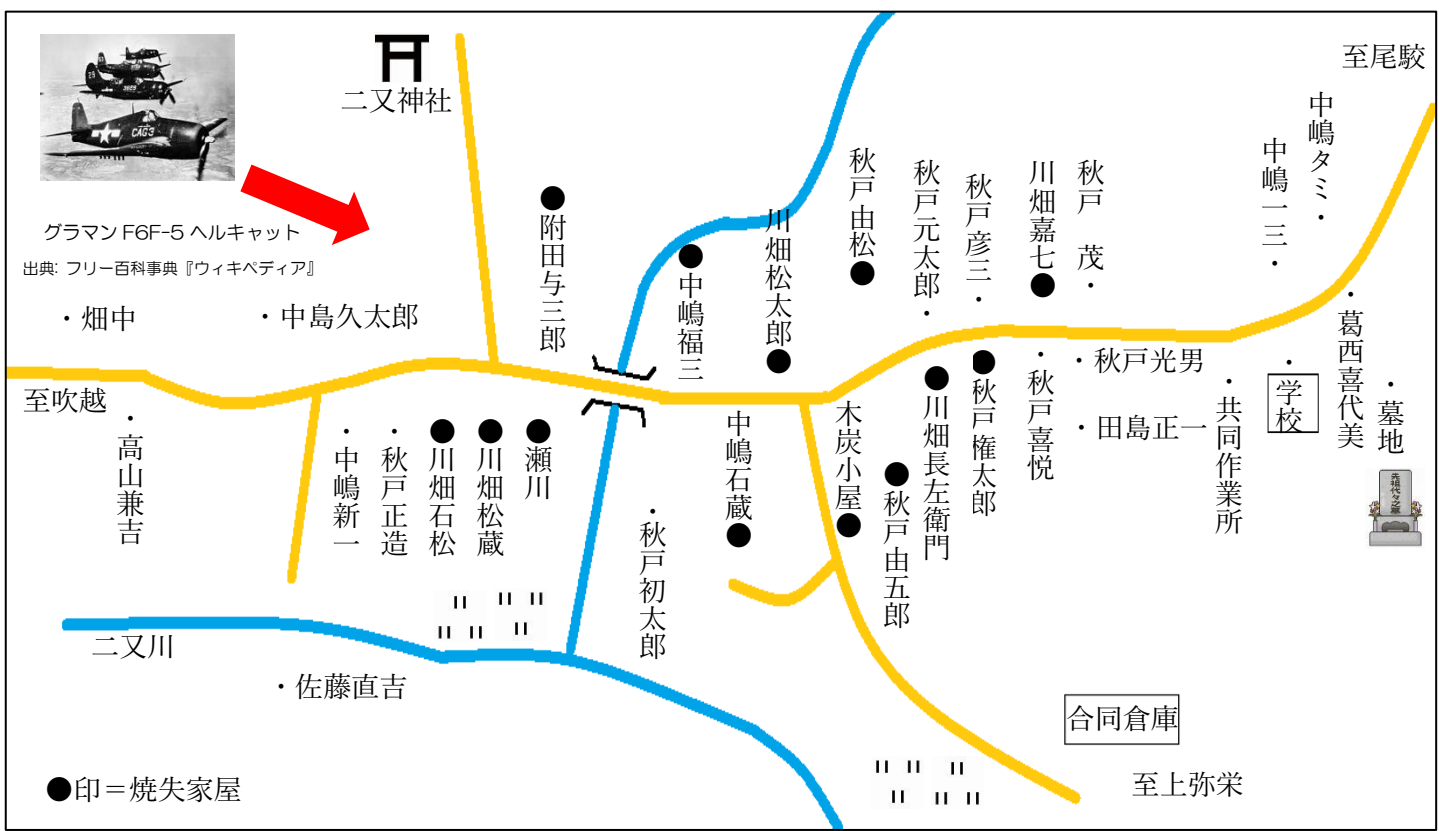 二又神社
至尾駮
グラマン F6F-5 ヘルキャット
出典: フリー百科事典『ウィキペディア』
CAG3
29
・畑中
・中島久太郎
●附田与三郎
●中嶋福三
川畑松太郎●
秋戸由松●
秋戸元太郎・
秋戸彦三・
川畑嘉七●
秋戸 茂・
中嶋一三・
中嶋タミ・
至吹越
・高山兼吉
・中嶋新一
・秋戸正造
●川畑石松
●川畑松蔵
●瀬川
・秋戸初太郎
中嶋石蔵●
木炭小屋●
●秋戸由五郎
●川畑長左衛門
●秋戸権太郎
・秋戸喜悦
・秋戸光男
・田島正一
・共同作業所
・学校
・葛西喜代美
・墓地
先祖代々之墓
二又川
・佐藤直吉
合同倉庫
至上弥栄
●印＝焼失家屋